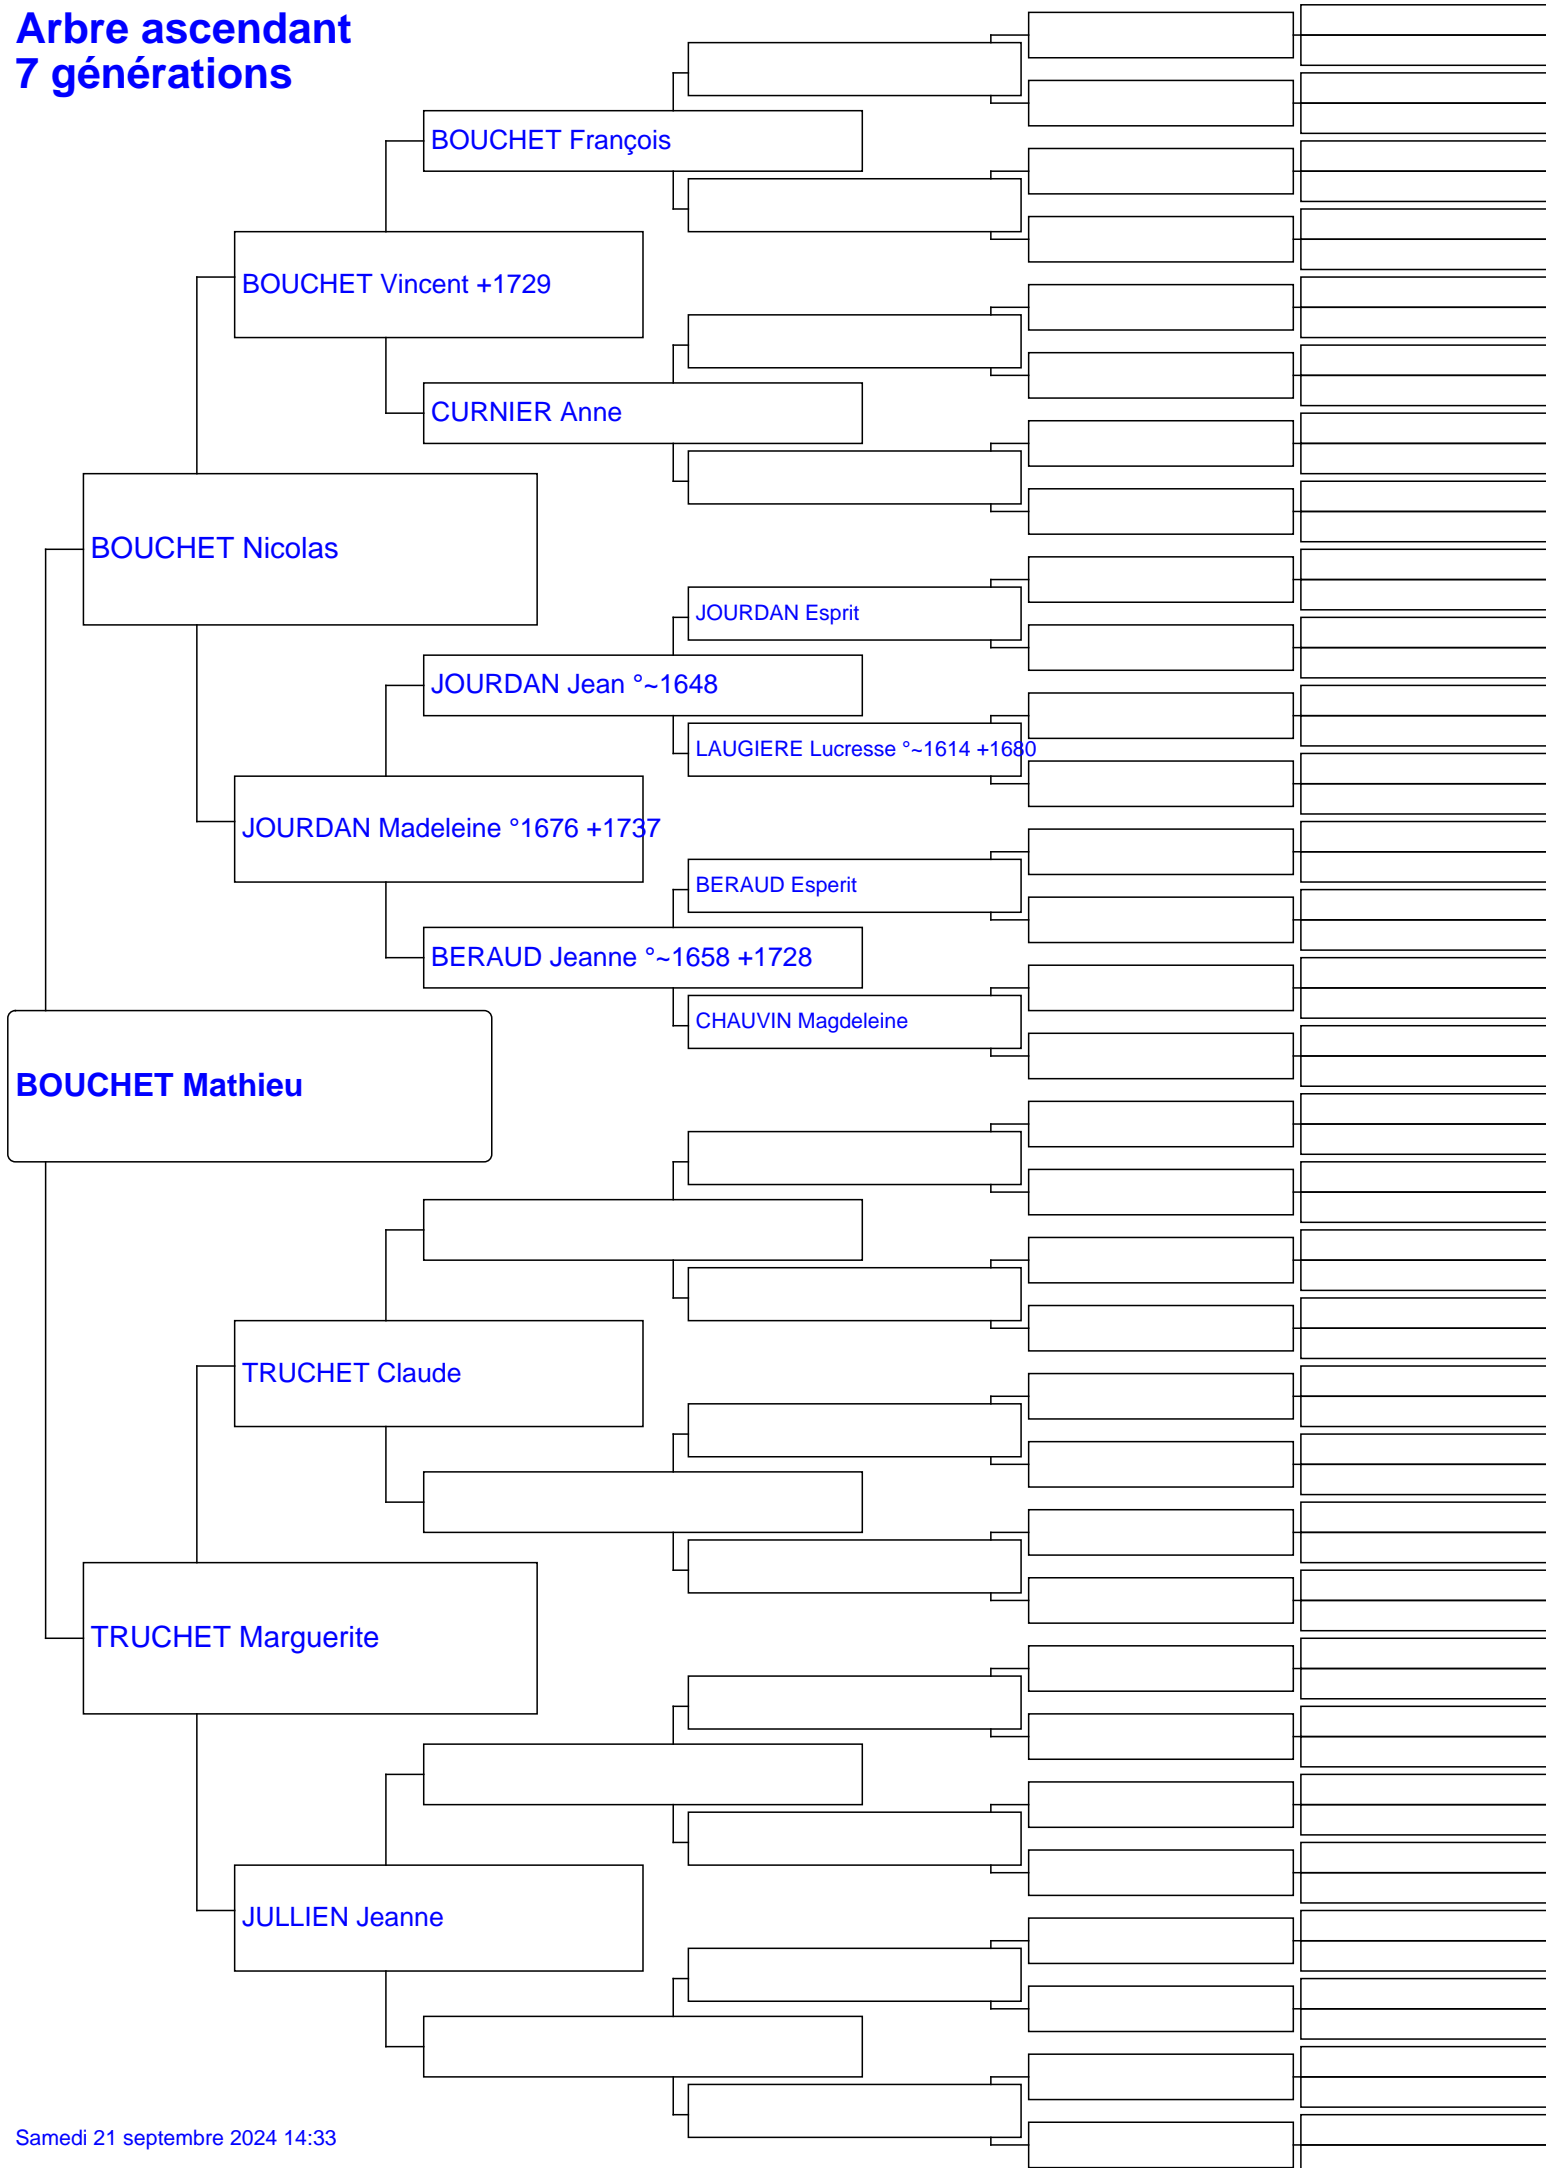 Arbre ascendant
7 générations
BOUCHET François
BOUCHET Vincent +1729
CURNIER Anne
BOUCHET Nicolas
JOURDAN Esprit
JOURDAN Jean °~1648
LAUGIERE Lucresse °~1614 +1680
JOURDAN Madeleine °1676 +1737
BERAUD Esperit
BERAUD Jeanne °~1658 +1728
CHAUVIN Magdeleine
BOUCHET Mathieu
TRUCHET Claude
TRUCHET Marguerite
JULLIEN Jeanne
Samedi 21 septembre 2024 14:33